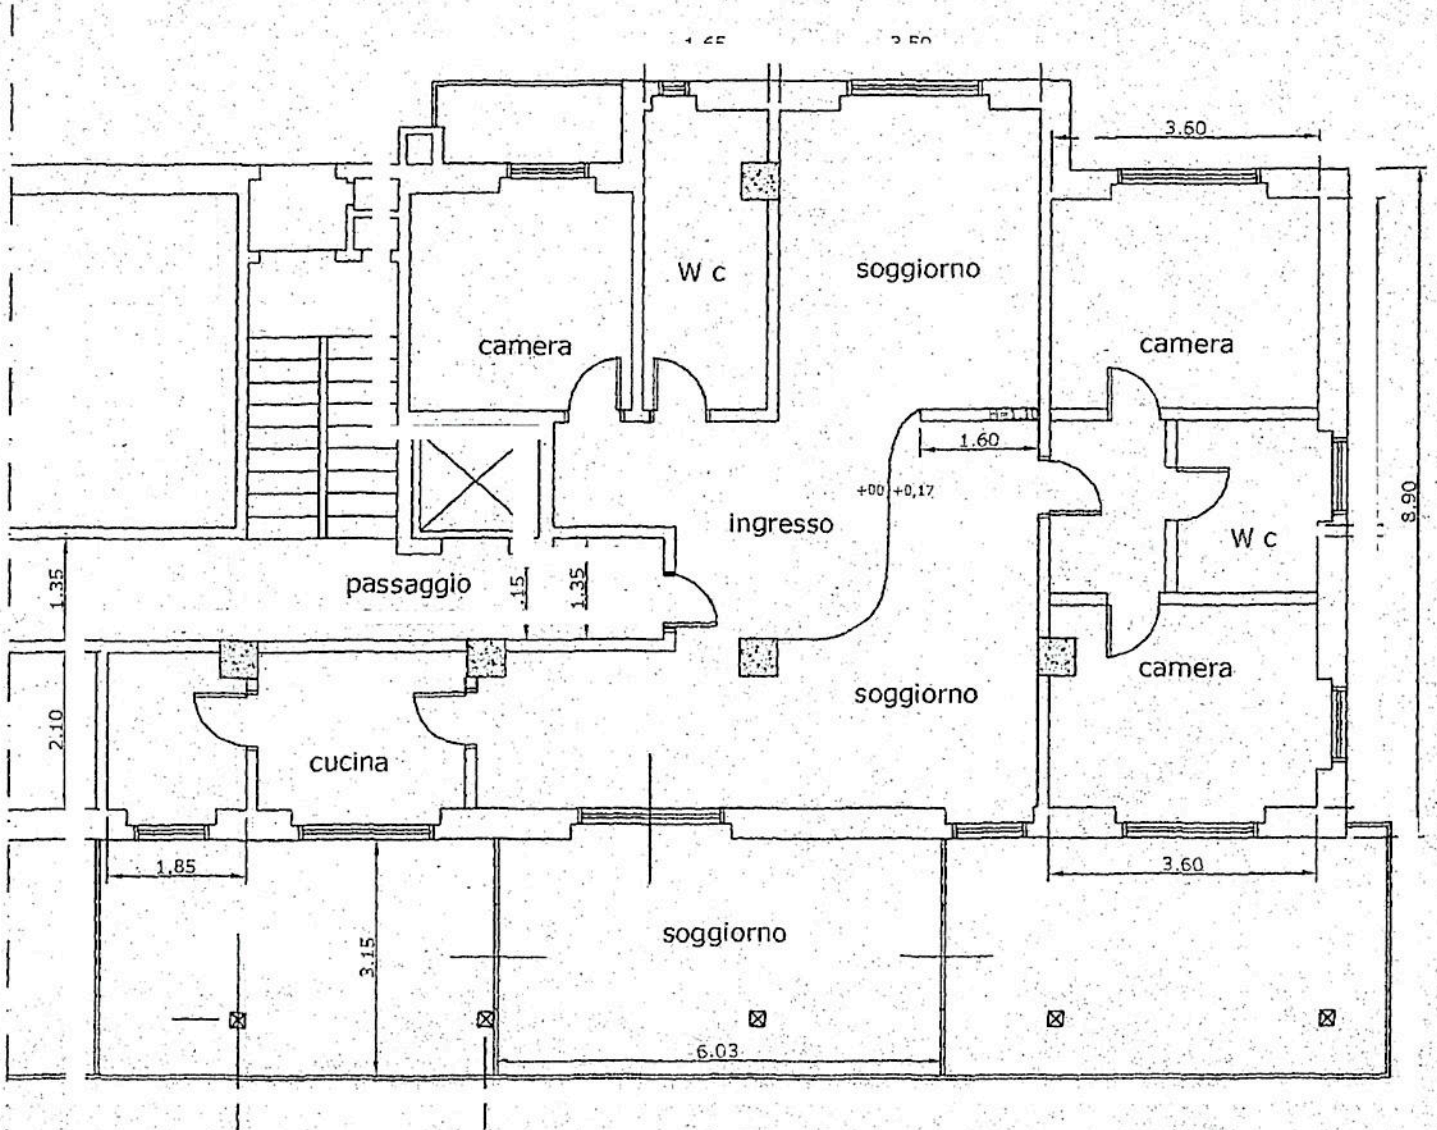 3.60
W c
soggiorno
camera
camera
1.60
+00 +0,17
8.90
ingresso
W c
passaggio
1.35
.15
1.35
camera
soggiorno
2.10
cucina
1,85
3.60
soggiorno
3.15
6.03